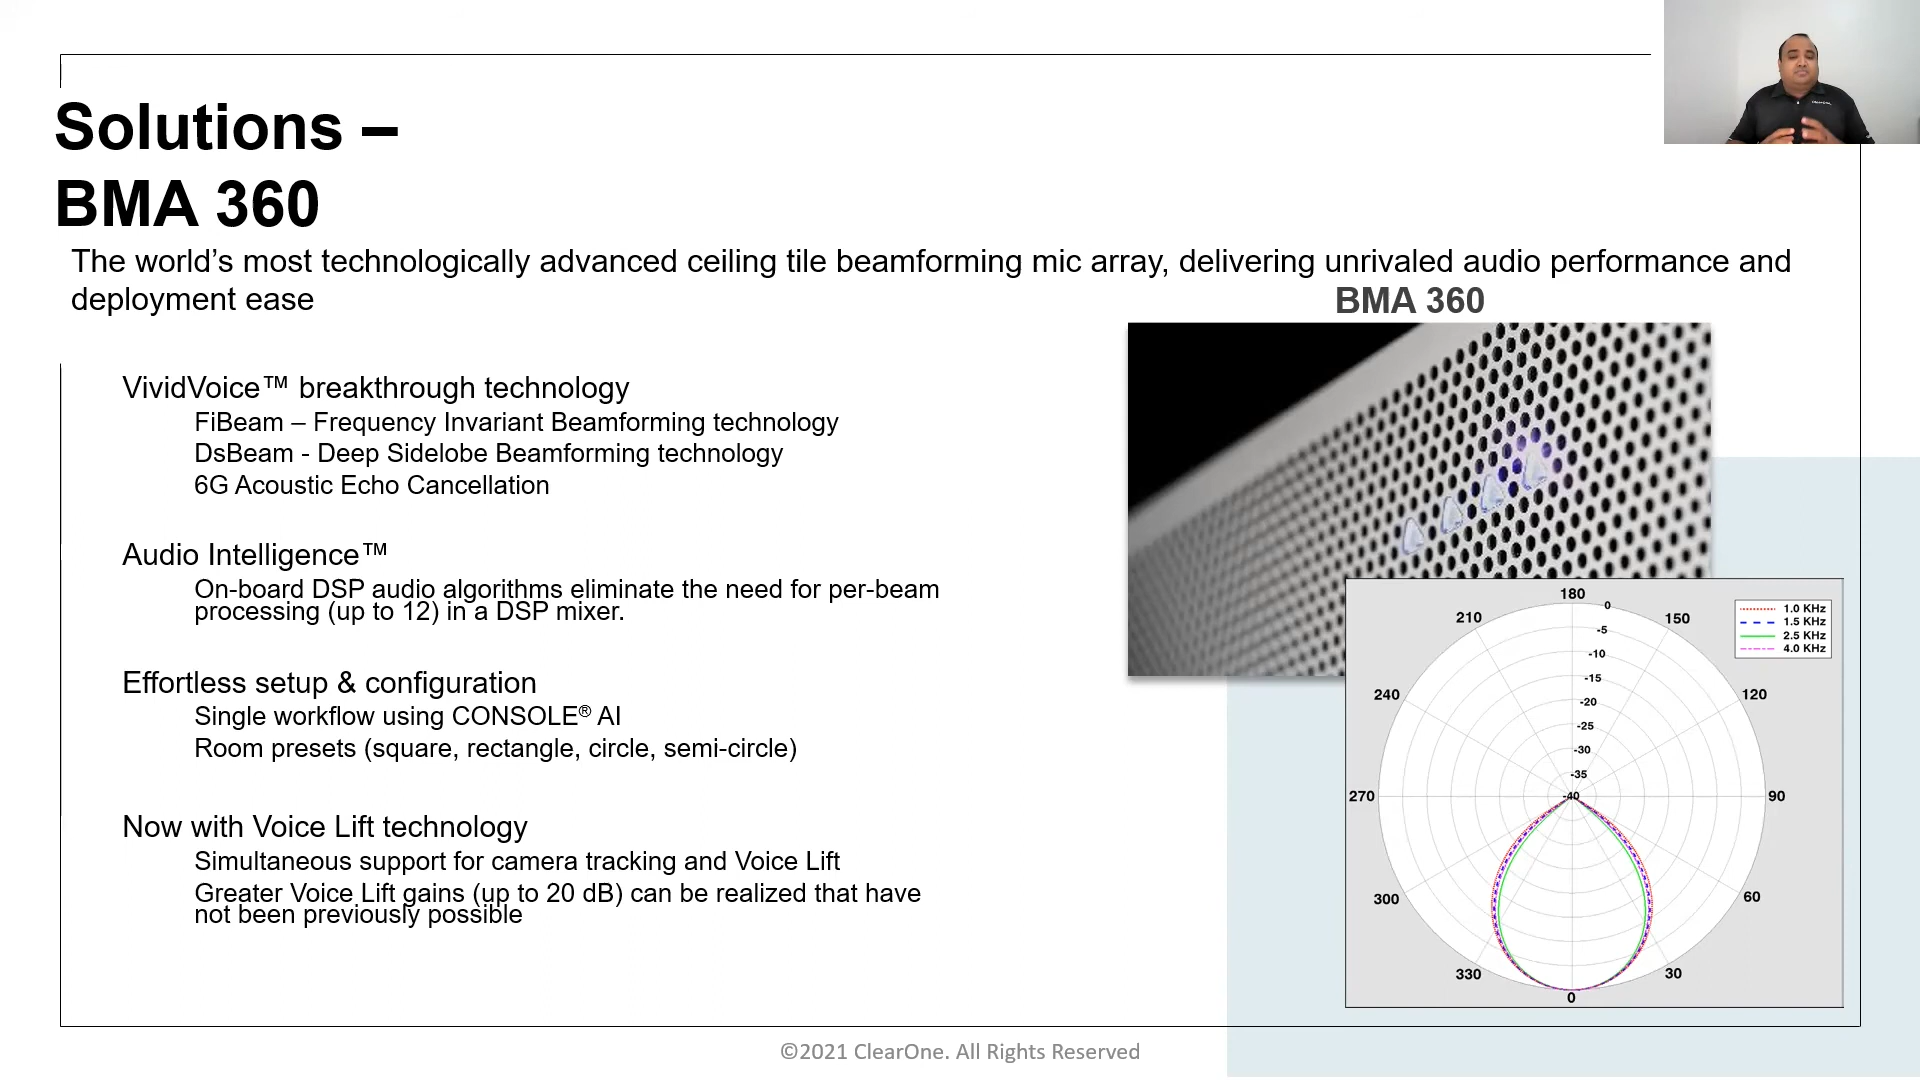 Solutions –
BMA 360
The world's most technologically advanced ceiling tile beamforming mic array, delivering unrivaled audio performance and
deployment ease
BMA 360
VividVoice™ breakthrough technology
FiBeam – Frequency Invariant Beamforming technology
DsBeam - Deep Sidelobe Beamforming technology
6G Acoustic Echo Cancellation
Audio Intelligence™
On-board DSP audio algorithms eliminate the need for per-beam
processing (up to 12) in a DSP mixer.
Effortless setup & configuration
Single workflow using CONSOLE® AI
Room presets (square, rectangle, circle, semi-circle)
Now with Voice Lift technology
Simultaneous support for camera tracking and Voice Lift
Greater Voice Lift gains (up to 20 dB) can be realized that have
not been previously possible
180
210
150
240
120
270
90
300
60
330
30
0
0
-5
-10
-15
-20
-25
-30
-35
-40
1.0 KHz
1.5 KHz
2.5 KHz
4.0 KHz
©2021 ClearOne. All Rights Reserved